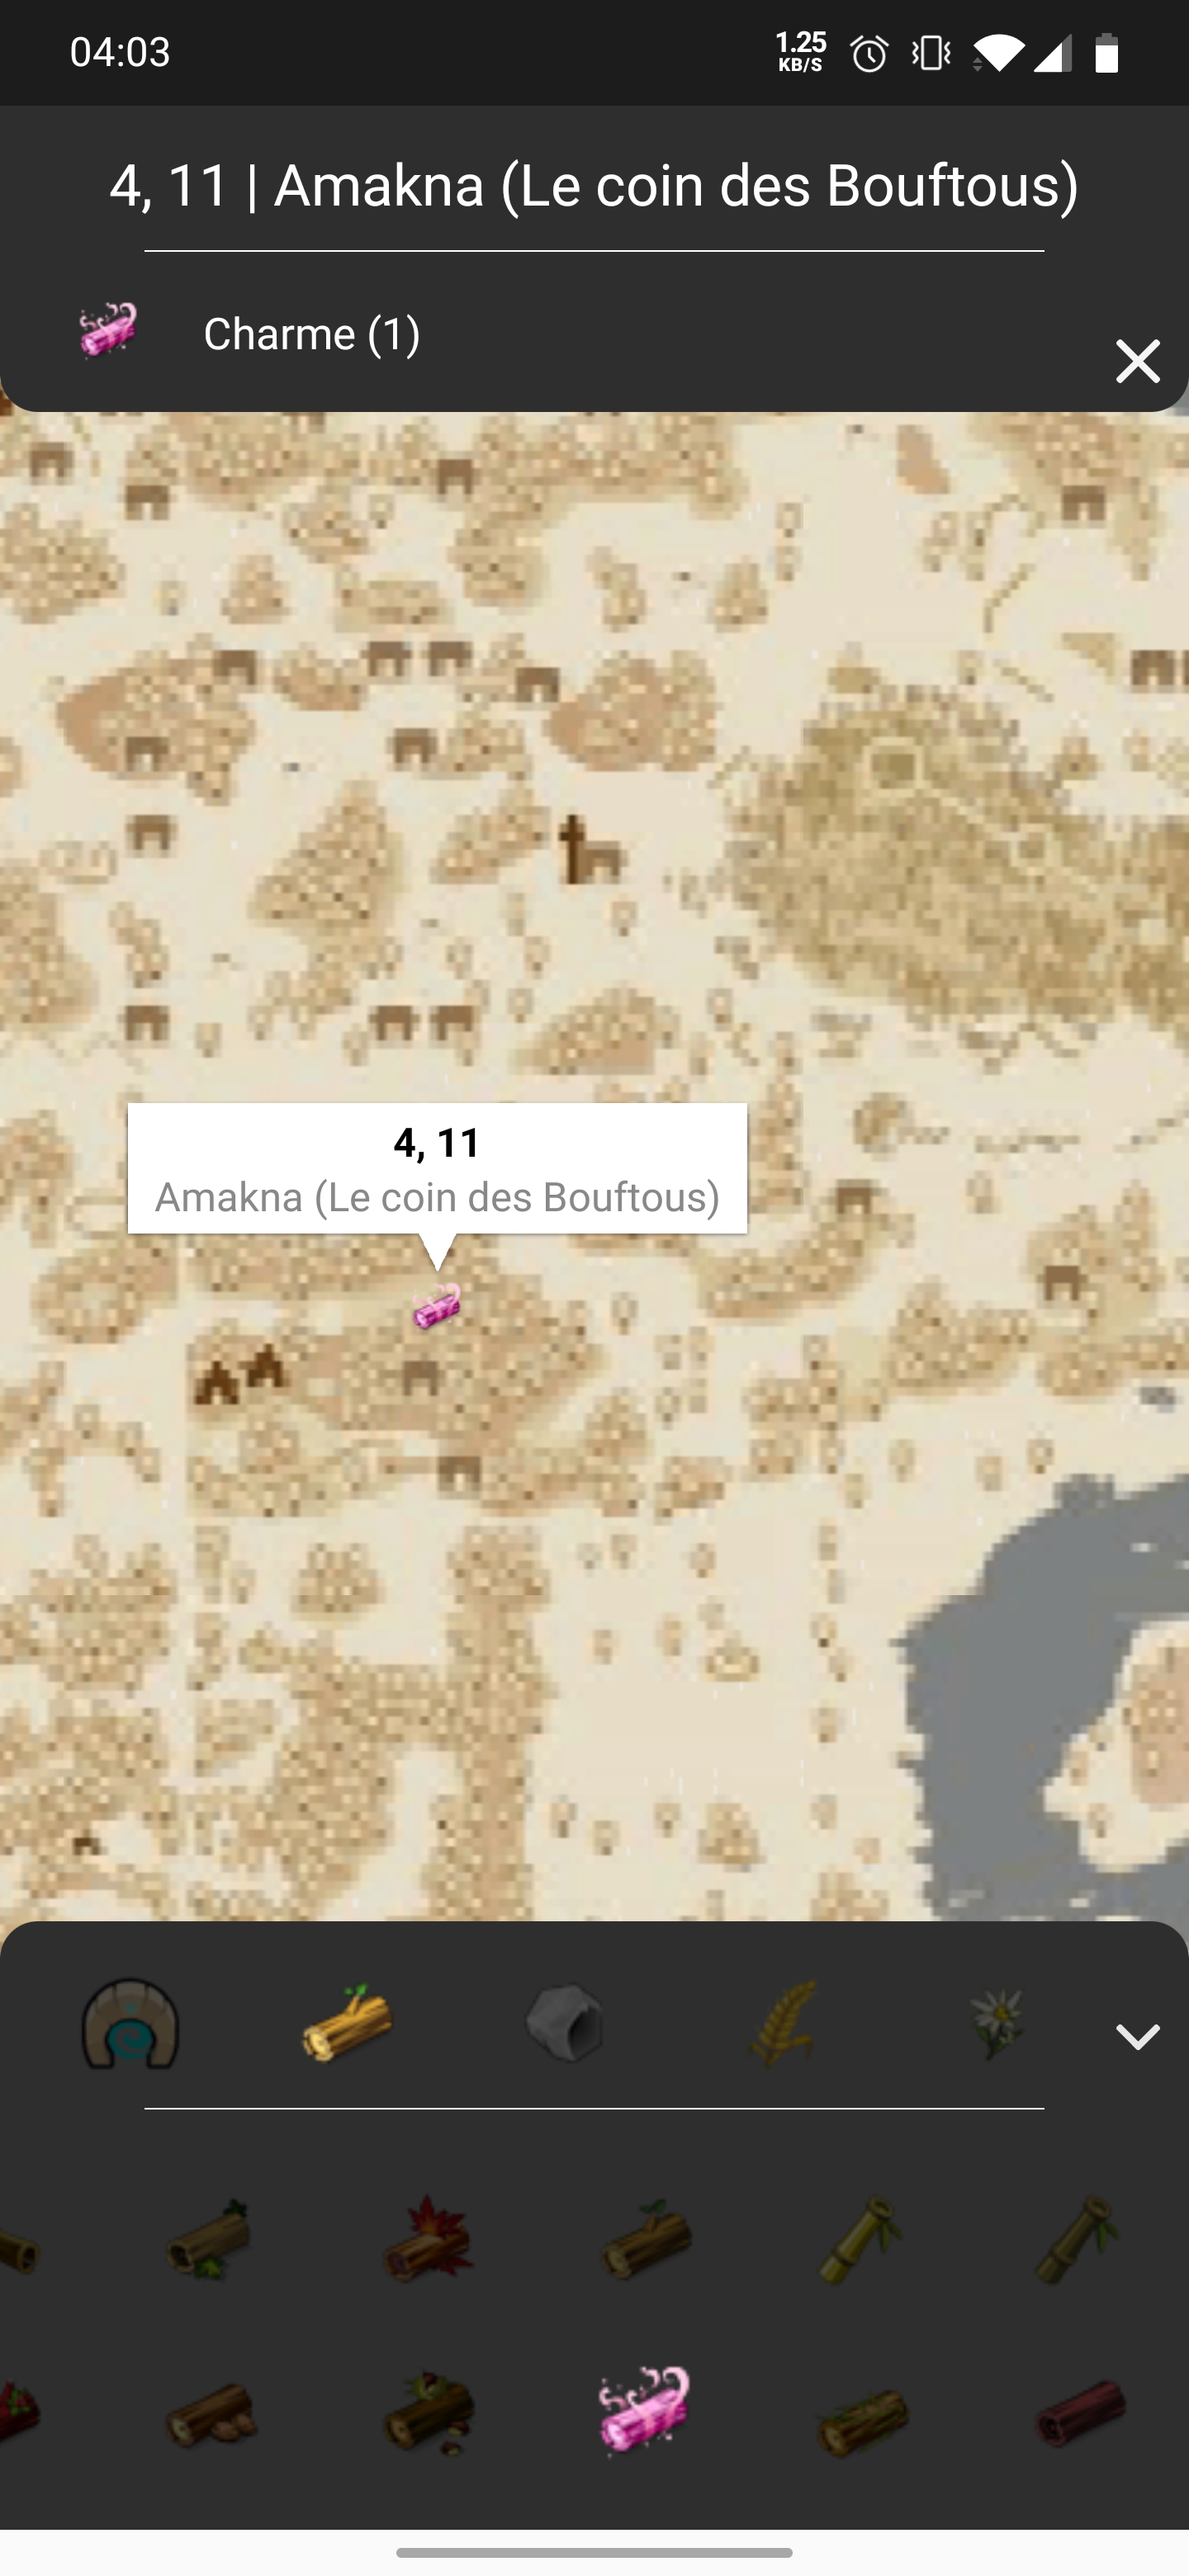 04:03
1.25
KB/S
4, 11 | Amakna (Le coin des Bouftous)
Charme (1)
4, 11
Amakna (Le coin des Bouftous)